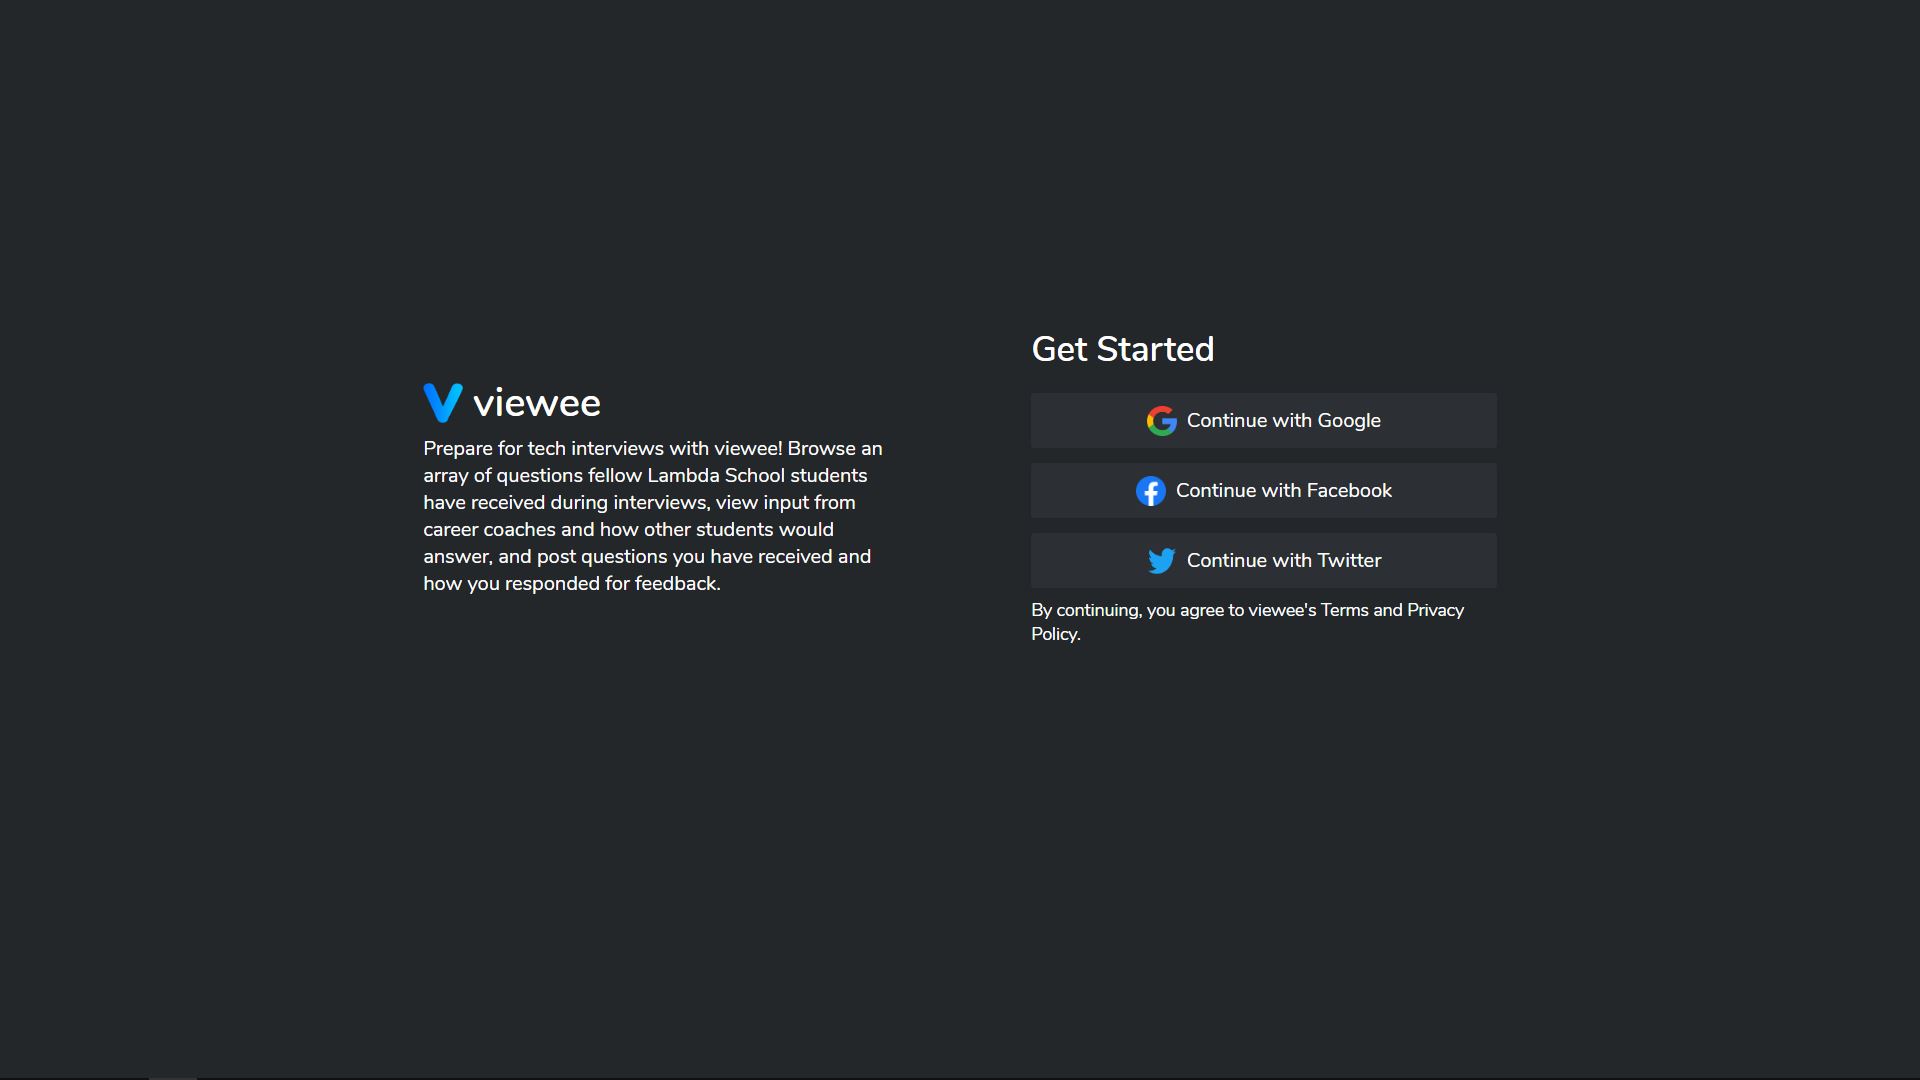 viewee
Prepare for tech interviews with viewee! Browse an
array of questions fellow Lambda School students
have received during interviews, view input from
career coaches and how other students would
answer, and post questions you have received and
how you responded for feedback.
Get Started
Continue with Google
Continue with Facebook
Continue with Twitter
By continuing, you agree to viewee's Terms and Privacy
Policy.